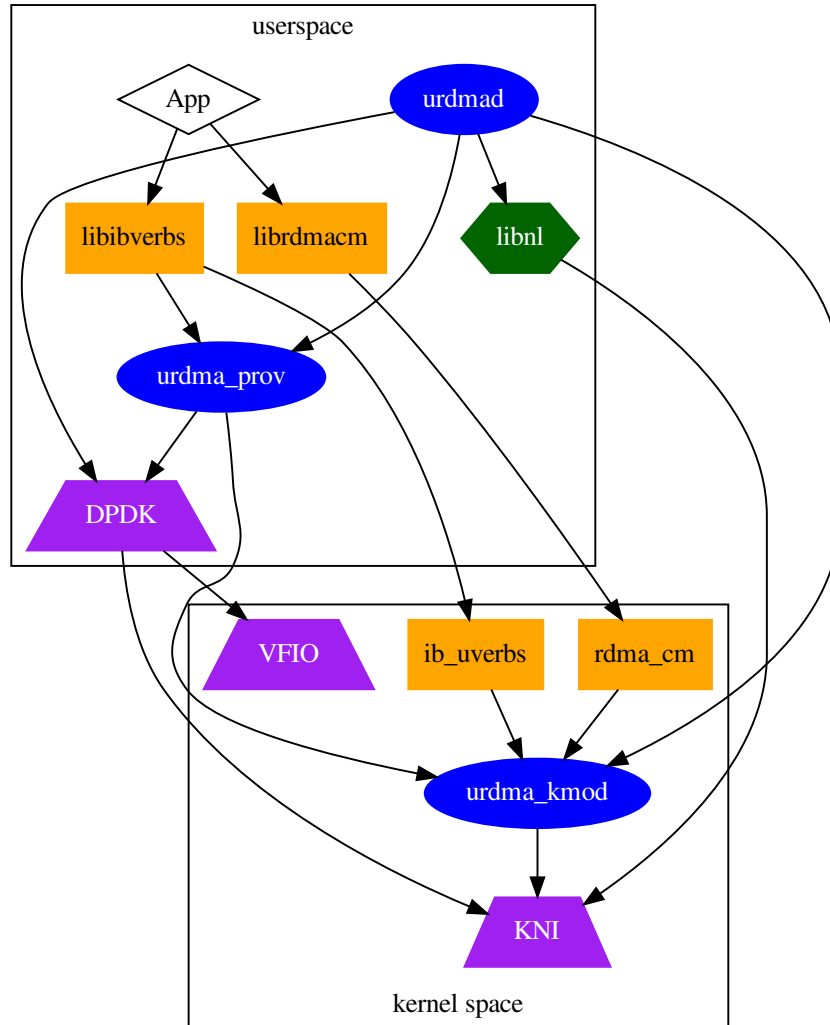 userspace
App
urdmad
libibverbs
librdmacm
libnl
urdma_prov
DPDK
VFIO
ib_uverbs
rdma_cm
urdma_kmod
KNI
kernel space